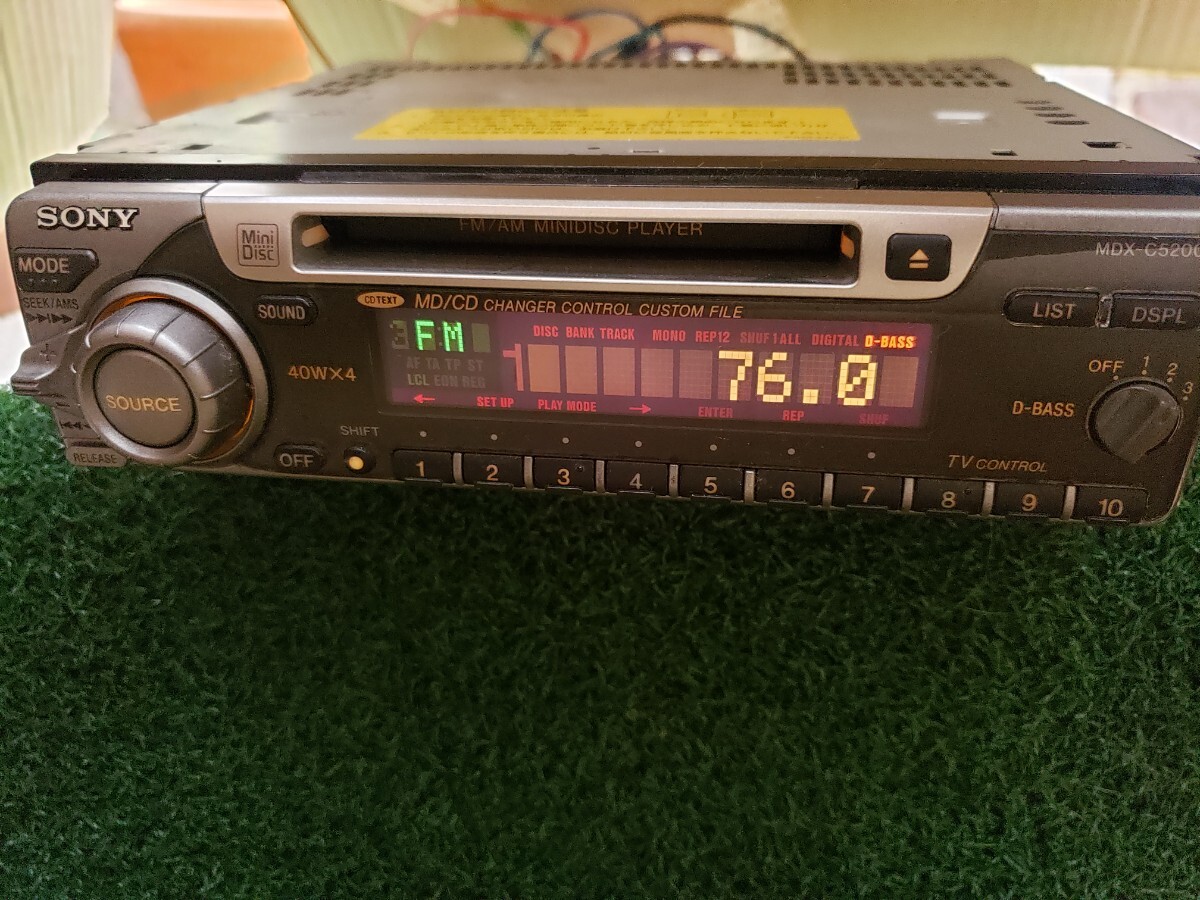 SONY
FM/AM MINIDISC PLAYER
Mini
Disc
MODE
MDX-C5200
SEEK/AMS
SOUND
CD TEXT
MD/CD CHANGER CONTROL CUSTOM FILE
LIST
DSPL
FM
DISC BANK TRACK MONO REP12 SHUF1ALL DIGITAL D-BASS
AF TA TP ST
LCL EON REG
1
76.0
40W×4
SOURCE
OFF 1 2 3
D-BASS
SET UP PLAY MODE ENTER REP SHUF
SHIFT
RELEASE
OFF
TV CONTROL
1 2 3 4 5 6 7 8 9 10